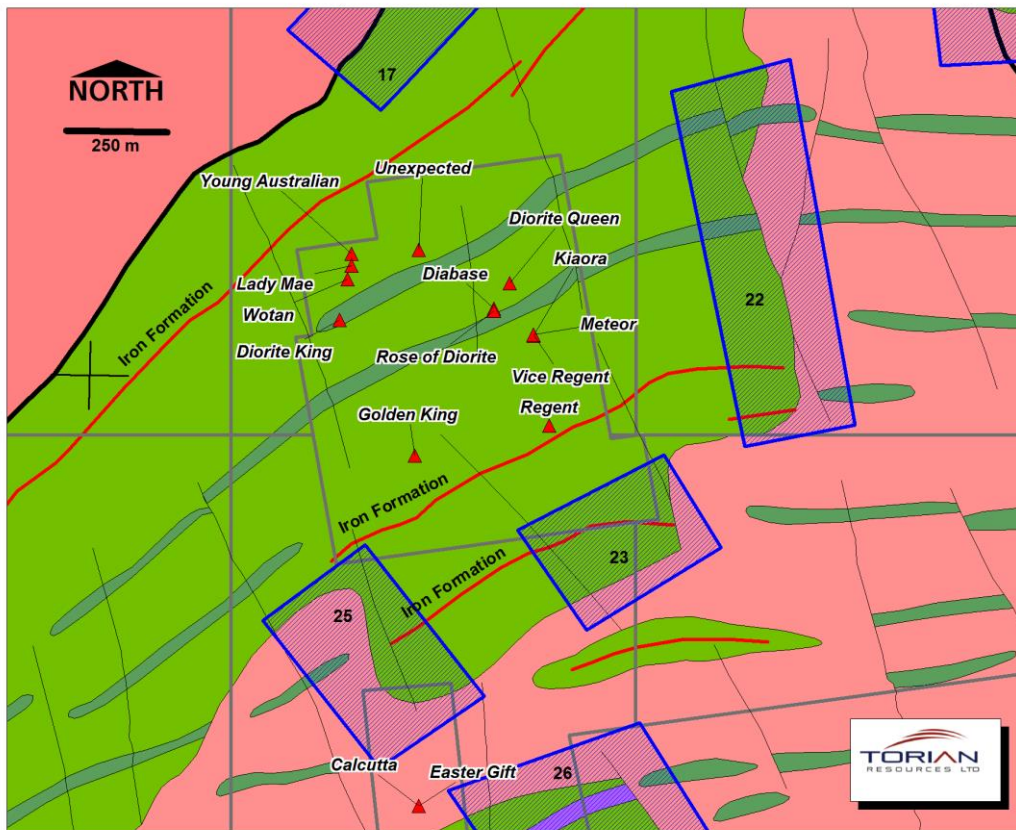 17
NORTH
250 m
Unexpected
Young Australian
Diorite Queen
Kiaora
Diabase
Lady Mae
22
Wotan
Meteor
Iron Formation
Diorite King
Rose of Diorite
Vice Regent
Regent
Golden King
Iron Formation
23
Iron Formation
25
TORIAN
RESOURCES LTD
Calcutta
Easter Gift
26